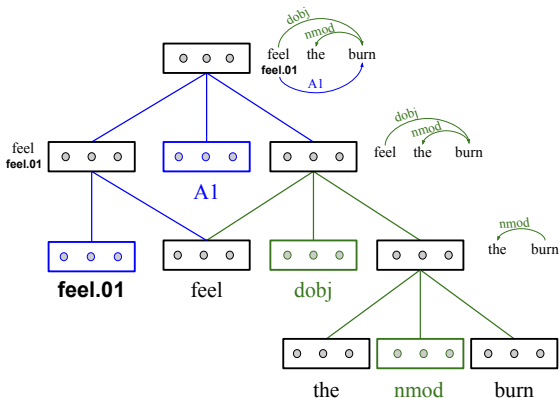 dobj
nmod
feel the burn
feel.01
A1
dobj
nmod
feel the burn
feel
feel.01
A1
nmod
the burn
feel.01 feel dobj
the nmod burn